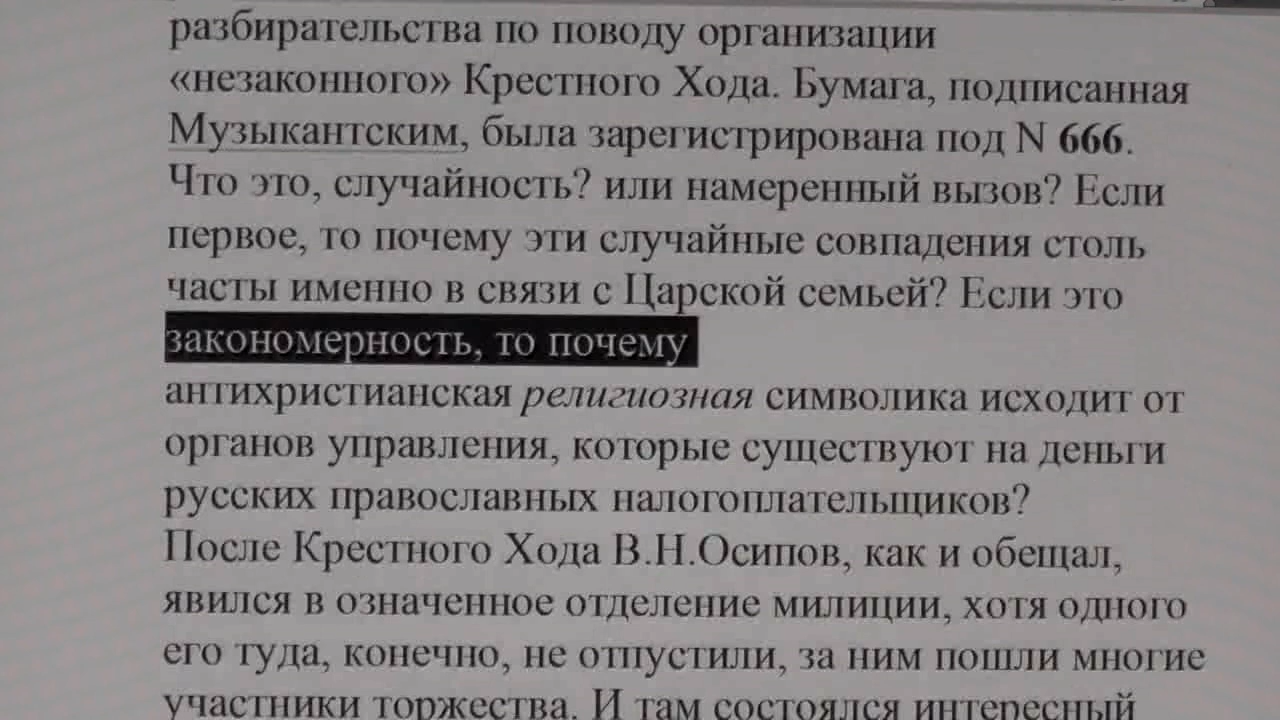 разбирательства по поводу организации
«незаконного» Крестного Хода. Бумага, подписанная
Музыкантским, была зарегистрирована под N 666.
Что это, случайность? или намеренный вызов? Если
первое, то почему эти случайные совпадения столь
часты именно в связи с Царской семьей? Если это
закономерность, то почему
антихристианская религиозная символика исходит от
органов управления, которые существуют на деньги
русских православных налогоплательщиков?
После Крестного Хода В.Н.Осипов, как и обещал,
явился в означенное отделение милиции, хотя одного
его туда, конечно, не отпустили, за ним пошли многие
участники торжества. И там состоялся интересный